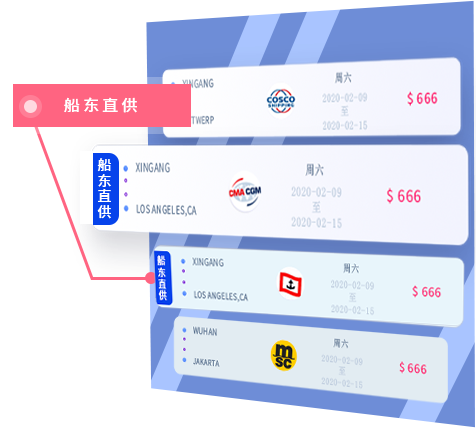 XINGANG
TWERP
COSCO
SHIPPING
周六
2020-02-09
至
2020-02-15
$ 666
船东直供
船东直供
XINGANG
LOS ANGELES,CA
CMA CGM
周六
2020-02-09
至
2020-02-15
$ 666
船东直供
XINGANG
LOS ANGELES,CA
周六
2020-02-09
至
2020-02-15
$ 666
WUHAN
JAKARTA
msc
周六
2020-02-09
至
2020-02-15
$ 666